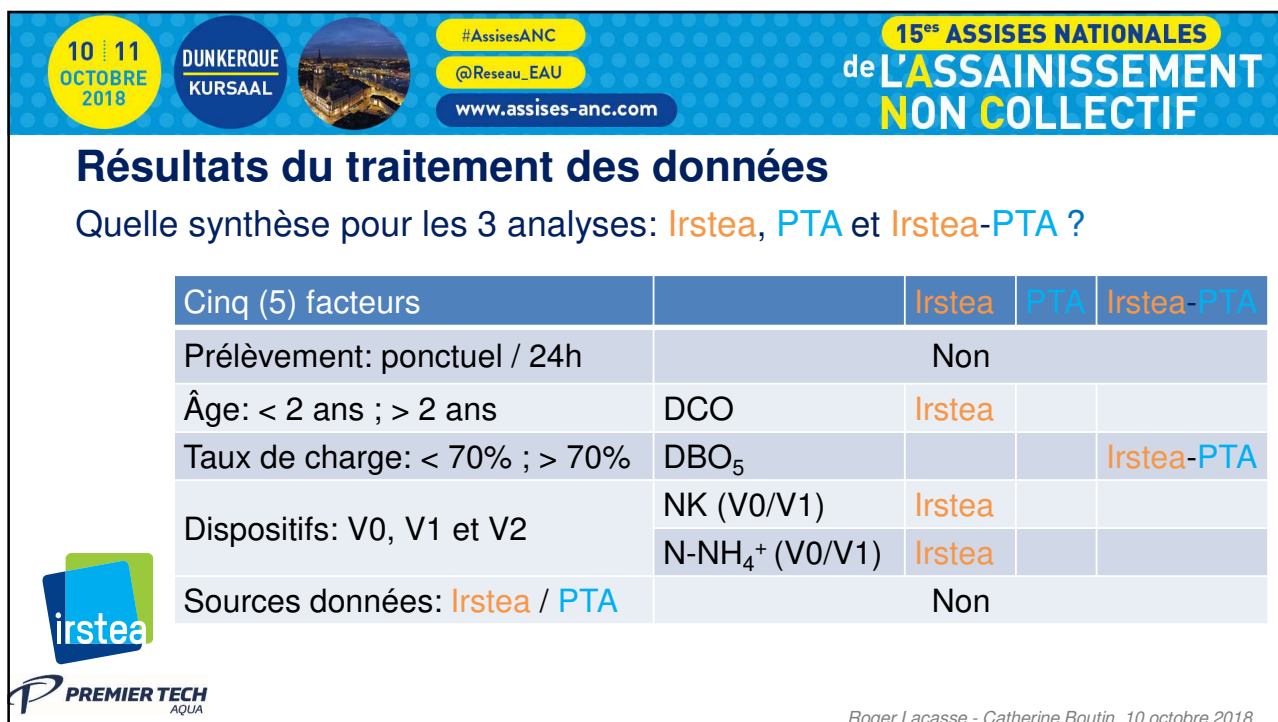 10 11
OCTOBRE
2018
DUNKERQUE
KURSAAL
#AssisesANC
@Reseau_EAU
www.assises-anc.com
15es ASSISES NATIONALES
de L'ASSAINISSEMENT
NON COLLECTIF
Résultats du traitement des données
Quelle synthèse pour les 3 analyses: Irstea, PTA et Irstea-PTA ?
Cinq (5) facteurs Irstea PTA Irstea-PTA
Prélèvement: ponctuel / 24h Non
Âge: < 2 ans ; > 2 ans DCO Irstea
Taux de charge: < 70% ; > 70% DBO₅ Irstea-PTA
Dispositifs: V0, V1 et V2 NK (V0/V1) Irstea
N-NH₄⁺ (V0/V1) Irstea
Sources données: Irstea / PTA Non
irstea
PREMIER TECH
AQUA
Roger Lacasse - Catherine Boutin, 10 octobre 2018